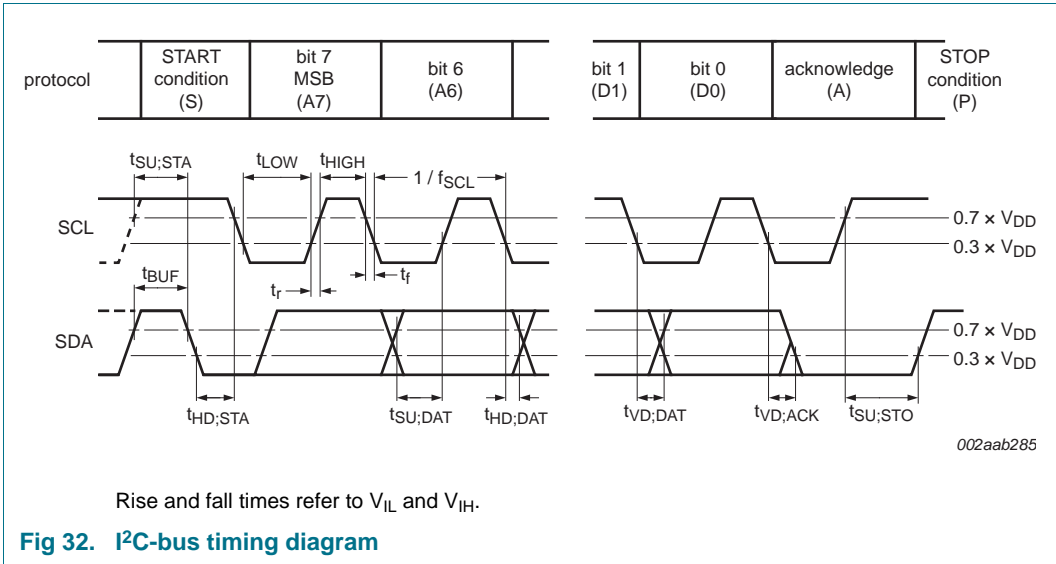 protocol
START
condition
(S)
bit 7
MSB
(A7)
bit 6
(A6)
bit 1
(D1)
bit 0
(D0)
acknowledge
(A)
STOP
condition
(P)
tSU;STA
tLOW
tHIGH
1 / fSCL
SCL
0.7 × VDD
0.3 × VDD
tBUF
tr
tf
SDA
0.7 × VDD
0.3 × VDD
tHD;STA
tSU;DAT
tHD;DAT
tVD;DAT
tVD;ACK
tSU;STO
002aab285
Rise and fall times refer to VIL and VIH.
Fig 32. I²C-bus timing diagram